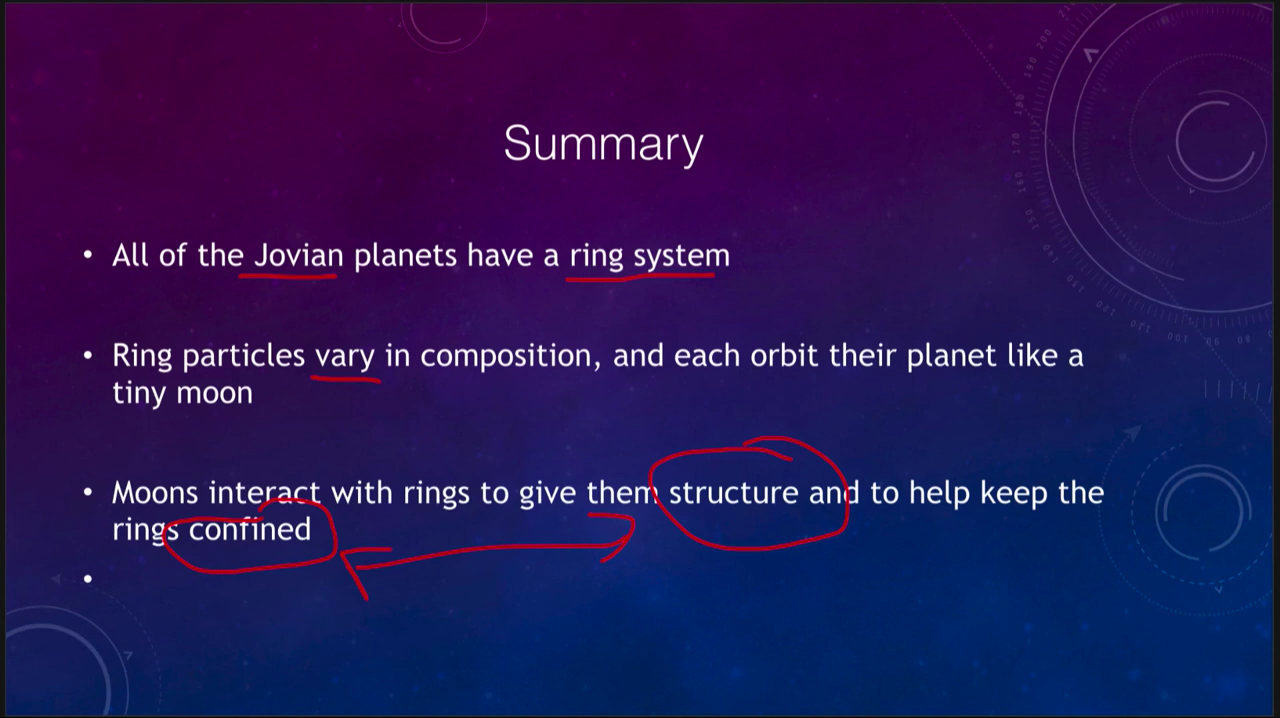 Summary
• All of the Jovian planets have a ring system
• Ring particles vary in composition, and each orbit their planet like a
tiny moon
• Moons interact with rings to give them structure and to help keep the
rings confined
•